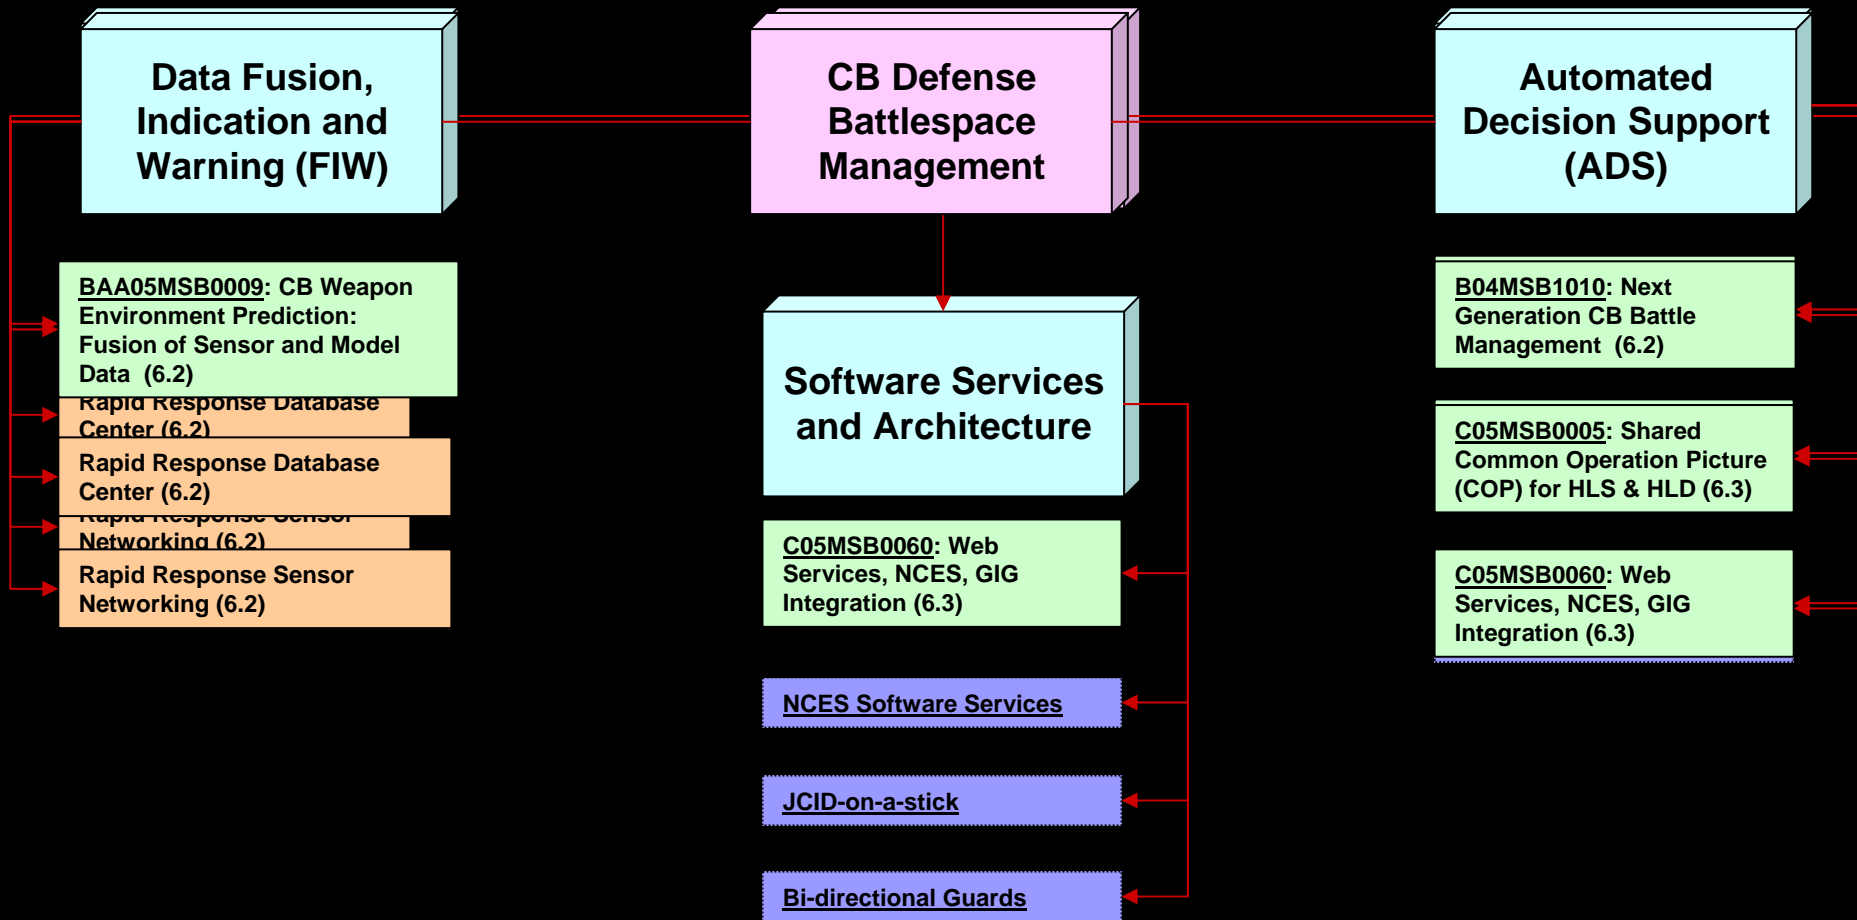 Data Fusion,
Indication and
Warning (FIW)
CB Defense
Battlespace
Management
Automated
Decision Support
(ADS)
BAA05MSB0009: CB Weapon
Environment Prediction:
Fusion of Sensor and Model
Data (6.2)
Rapid Response Database
Center (6.2)
Rapid Response Database
Center (6.2)
Rapid Response Sensor
Networking (6.2)
Rapid Response Sensor
Networking (6.2)
Software Services
and Architecture
C05MSB0060: Web
Services, NCES, GIG
Integration (6.3)
NCES Software Services
JCID-on-a-stick
Bi-directional Guards
B04MSB1010: Next
Generation CB Battle
Management (6.2)
C05MSB0005: Shared
Common Operation Picture
(COP) for HLS & HLD (6.3)
C05MSB0060: Web
Services, NCES, GIG
Integration (6.3)